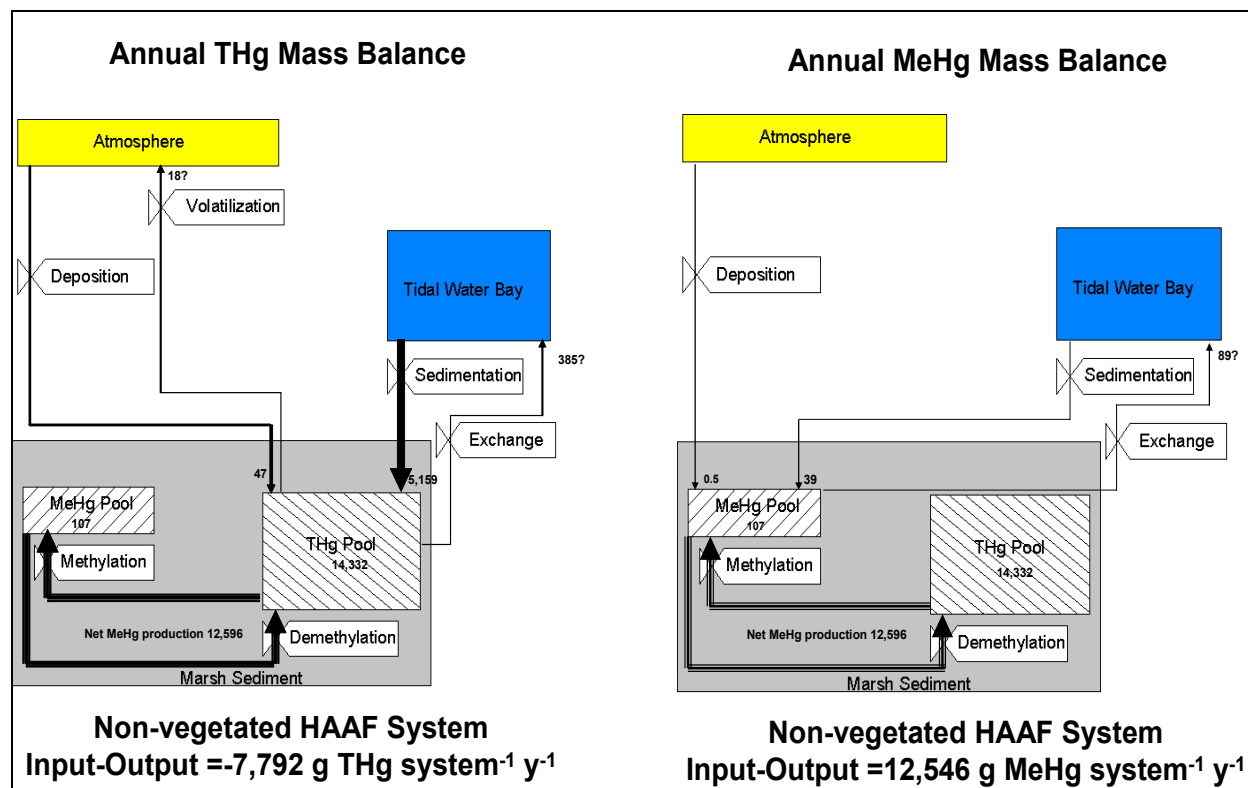 Annual THg Mass Balance
Atmosphere
18?
Volatilization
Deposition
Tidal Water Bay
385?
Sedimentation
Exchange
47
5,159
MeHg Pool
107
THg Pool
14,332
Methylation
Net MeHg production 12,596
Demethylation
Marsh Sediment
Non-vegetated HAAF System
Input-Output =-7,792 g THg system-1 y-1
Annual MeHg Mass Balance
Atmosphere
Deposition
Tidal Water Bay
89?
Sedimentation
Exchange
0.5
39
MeHg Pool
107
THg Pool
14,332
Methylation
Net MeHg production 12,596
Demethylation
Marsh Sediment
Non-vegetated HAAF System
Input-Output =12,546 g MeHg system-1 y-1